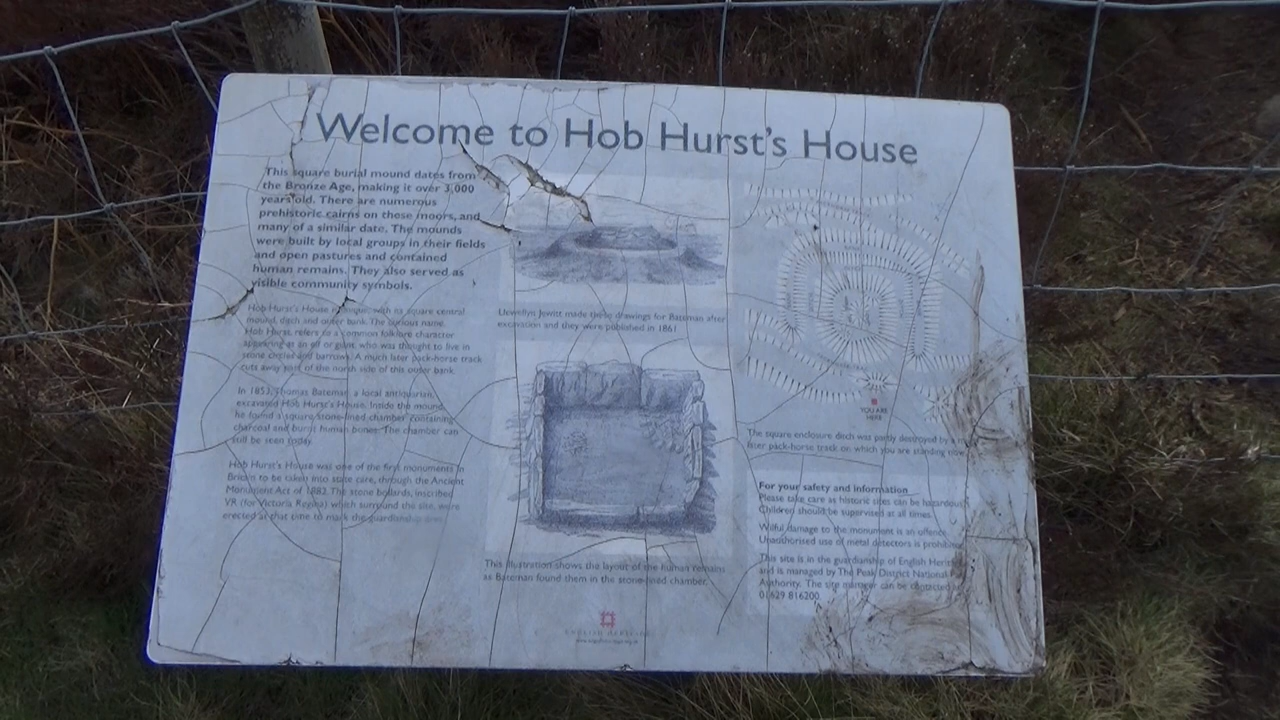 Welcome to Hob Hurst's House
This square burial mound dates from
the Bronze Age, making it over 3,000
years old. There are numerous
prehistoric cairns on these moors, and
many of a similar date. The mounds
were built by local groups in their fields
and open pastures and contained
human remains. They also served as
visible community symbols.
Hob Hurst's House is unique, with its square central
mound, ditch and outer bank. The curious name,
Hob Hurst, refers to a common folklore character
appearing as an elf or giant, who was thought to live in
stone circles and barrows. A much later pack-horse track
cuts away part of the north side of this outer bank.
In 1853, Thomas Bateman, a local antiquarian,
excavated Hob Hurst's House. Inside the mound
he found a square stone-lined chamber containing
charcoal and burnt human bones. The chamber can
still be seen today.
Hob Hurst's House was one of the first monuments in
Britain to be taken into state care, through the Ancient
Monument Act of 1882. The stone bollards, inscribed
VR (for Victoria Regina) which surround the site, were
erected at that time to mark the guardianship area.
Llewellyn Jewitt made these drawings for Bateman after
excavation and they were published in 1861
This illustration shows the layout of the human remains
as Bateman found them in the stone-lined chamber.
ENGLISH HERITAGE
YOU ARE
HERE
The square enclosure ditch was partly destroyed by a
later pack-horse track on which you are standing now.
For your safety and information
Please take care as historic sites can be hazardous.
Children should be supervised at all times.
Wilful damage to the monument is an offence.
Unauthorised use of metal detectors is prohibited.
This site is in the guardianship of English Heritage
and is managed by The Peak District National
Authority. The site manager can be contacted
01629 816200.